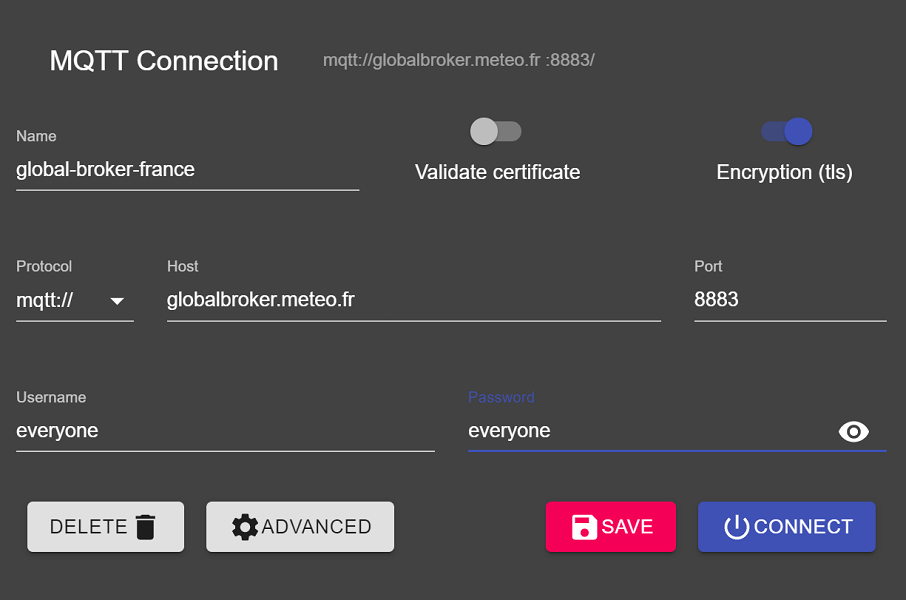 MQTT Connection mqtt://globalbroker.meteo.fr :8883/
Name
global-broker-france
Validate certificate
Encryption (tls)
Protocol Host Port
mqtt:// globalbroker.meteo.fr 8883
Username Password
everyone everyone
DELETE ADVANCED SAVE CONNECT